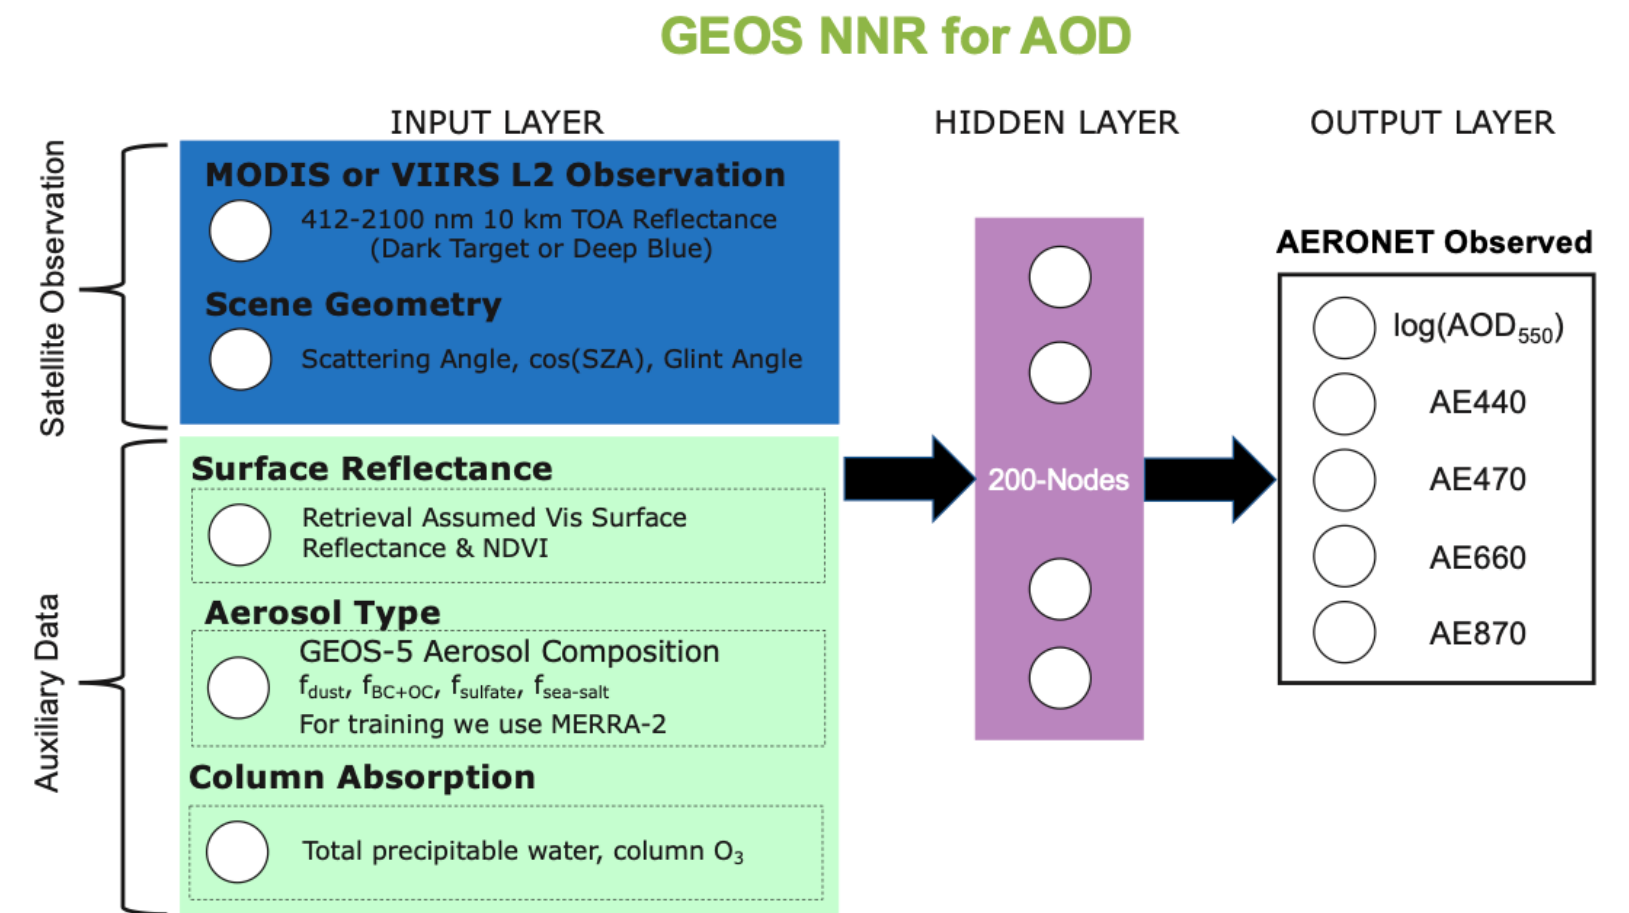 GEOS NNR for AOD
INPUT LAYER
HIDDEN LAYER
OUTPUT LAYER
Satellite Observation
MODIS or VIIRS L2 Observation
412-2100 nm 10 km TOA Reflectance
(Dark Target or Deep Blue)
Scene Geometry
Scattering Angle, cos(SZA), Glint Angle
Auxiliary Data
Surface Reflectance
Retrieval Assumed Vis Surface
Reflectance & NDVI
Aerosol Type
GEOS-5 Aerosol Composition
f_dust, f_BC+OC, f_sulfate, f_sea-salt
For training we use MERRA-2
Column Absorption
Total precipitable water, column O₃
200-Nodes
AERONET Observed
log(AOD₅₅₀)
AE440
AE470
AE660
AE870